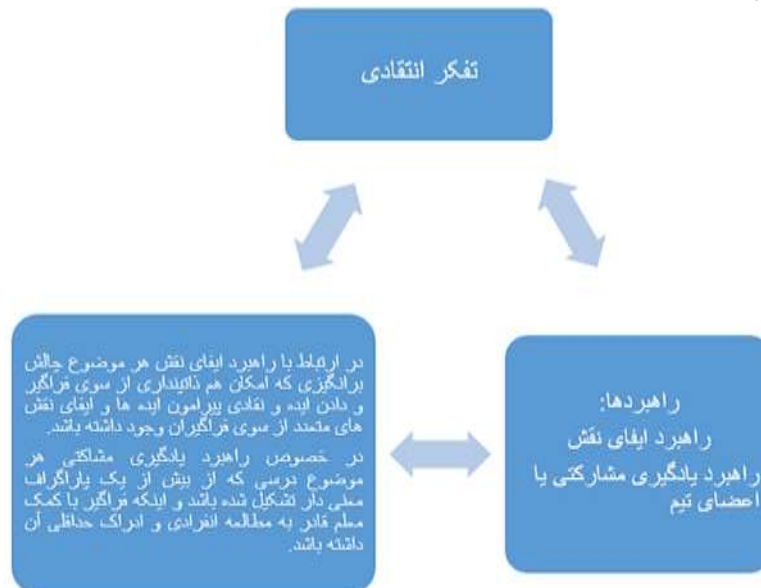 تفکر انتقادی
راهبردها:
راهبرد ایفای نقش
راهبرد یادگیری مشارکتی یا
اعضای تیم
در ارتباط با راهبرد ایفای نقش هر موضوع چالش
برانگیزی که امکان هم ذاتپنداری از سوی فراگیر
و دادن ایده و نقادی پیرامون ایده ها و ایفای نقش
های متعدد از سوی فراگیران وجود داشته باشد.
در خصوص راهبرد یادگیری مشاکتی هر
موضوع درسی که از بیش از یک پاراگراف
معنی دار تشکیل شده باشد و اینکه فراگیر با کمک
معلم قادر به مطالعه انفرادی و ادراک حداقلی آن
داشته باشد.